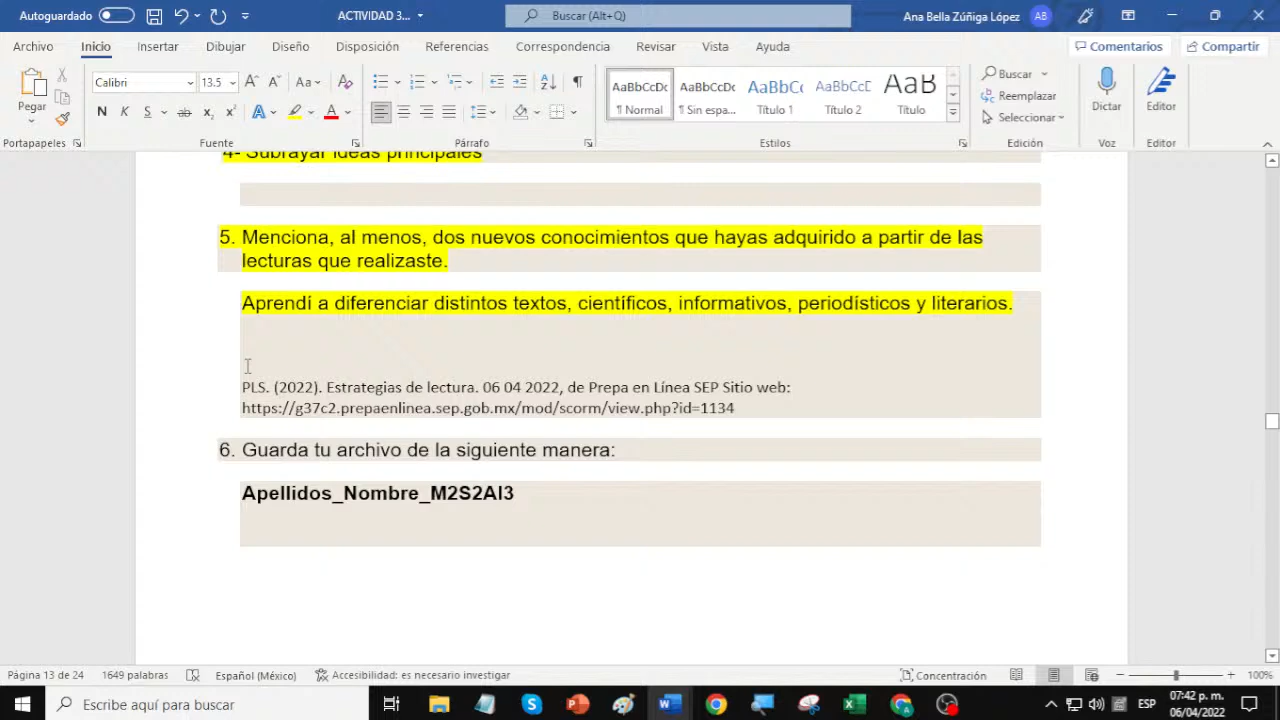 Autoguardado
ACTIVIDAD 3...
Buscar (Alt+Q)
Ana Bella Zúñiga López
AB
Archivo
Inicio
Insertar
Dibujar
Diseño
Disposición
Referencias
Correspondencia
Revisar
Vista
Ayuda
Comentarios
Compartir
Pegar
Calibri
13.5
N K S ab x₂ x²
AaBbCcDc
¶ Normal
AaBbCcDc
¶ Sin espa...
AaBbCc
Título 1
AaBbCcD
Título 2
AaB
Título
Buscar
Reemplazar
Seleccionar
Dictar
Editor
Portapapeles
Fuente
Párrafo
Estilos
Edición
Voz
Editor
4- Subrayar ideas principales
5. Menciona, al menos, dos nuevos conocimientos que hayas adquirido a partir de las
lecturas que realizaste.
Aprendí a diferenciar distintos textos, científicos, informativos, periodísticos y literarios.
PLS. (2022). Estrategias de lectura. 06 04 2022, de Prepa en Línea SEP Sitio web:
https://g37c2.prepaenlinea.sep.gob.mx/mod/scorm/view.php?id=1134
6. Guarda tu archivo de la siguiente manera:
Apellidos_Nombre_M2S2AI3
Página 13 de 24
1649 palabras
Español (México)
Accesibilidad: es necesario investigar
Concentración
100%
Escribe aquí para buscar
ESP
07:42 p. m.
06/04/2022